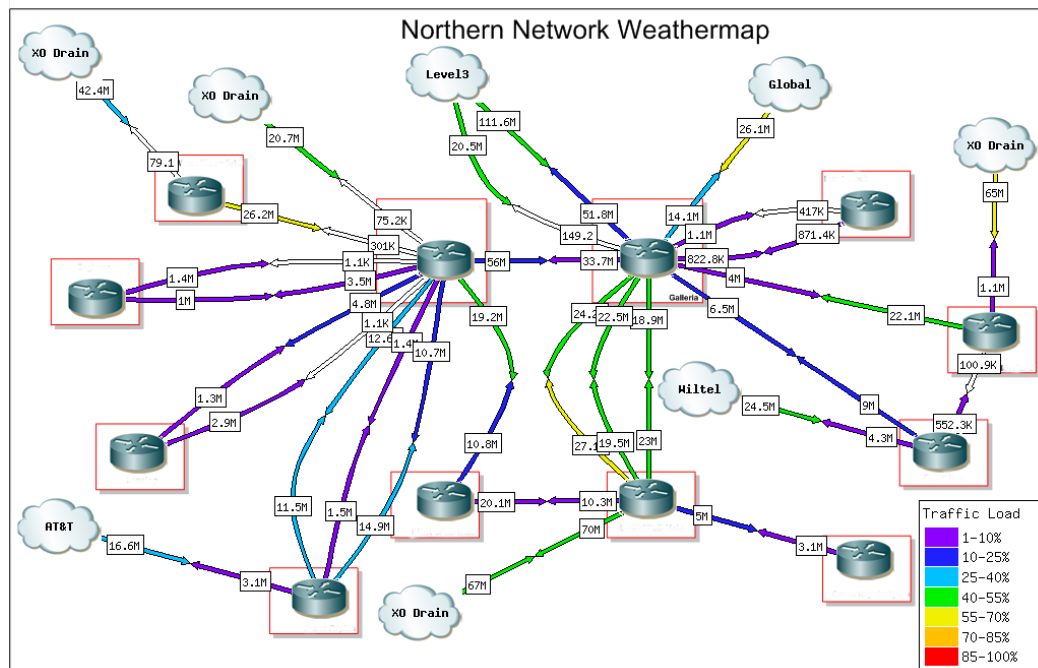 Northern Network Weathermap
XO Drain
Level3
Global
XO Drain
42.4M
111.6M
20.7M
20.5M
26.1M
XO Drain
79.1
65M
26.2M
75.2K
51.8M
14.1M
417K
301K
149.2
1.1M
871.4K
1.1K
56M
33.7M
822.8K
1.4M
3.5M
4M
1M
1.1M
4.8M
Galleria
6.5M
19.2M
24.2
22.5M
18.9M
22.1M
1.1K
12.6
1.4M
10.7M
100.9K
1.3M
Wiltel
2.9M
24.5M
9M
10.8M
27.1
19.5M
23M
4.3M
552.3K
11.5M
1.5M
14.9M
20.1M
10.3M
AT&T
16.6M
70M
5M
3.1M
3.1M
67M
XO Drain
Traffic Load
1-10%
10-25%
25-40%
40-55%
55-70%
70-85%
85-100%